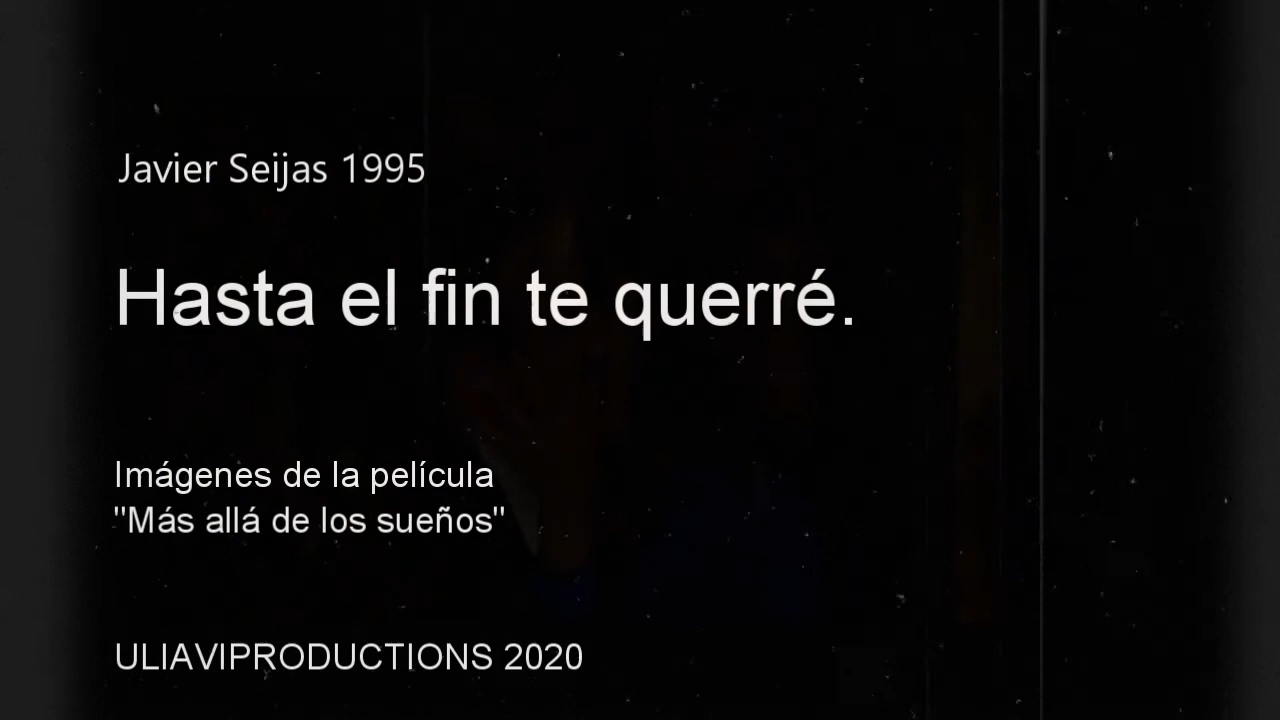 Javier Seijas 1995
Hasta el fin te querré.
Imágenes de la película
"Más allá de los sueños"
ULIAVIPRODUCTIONS 2020